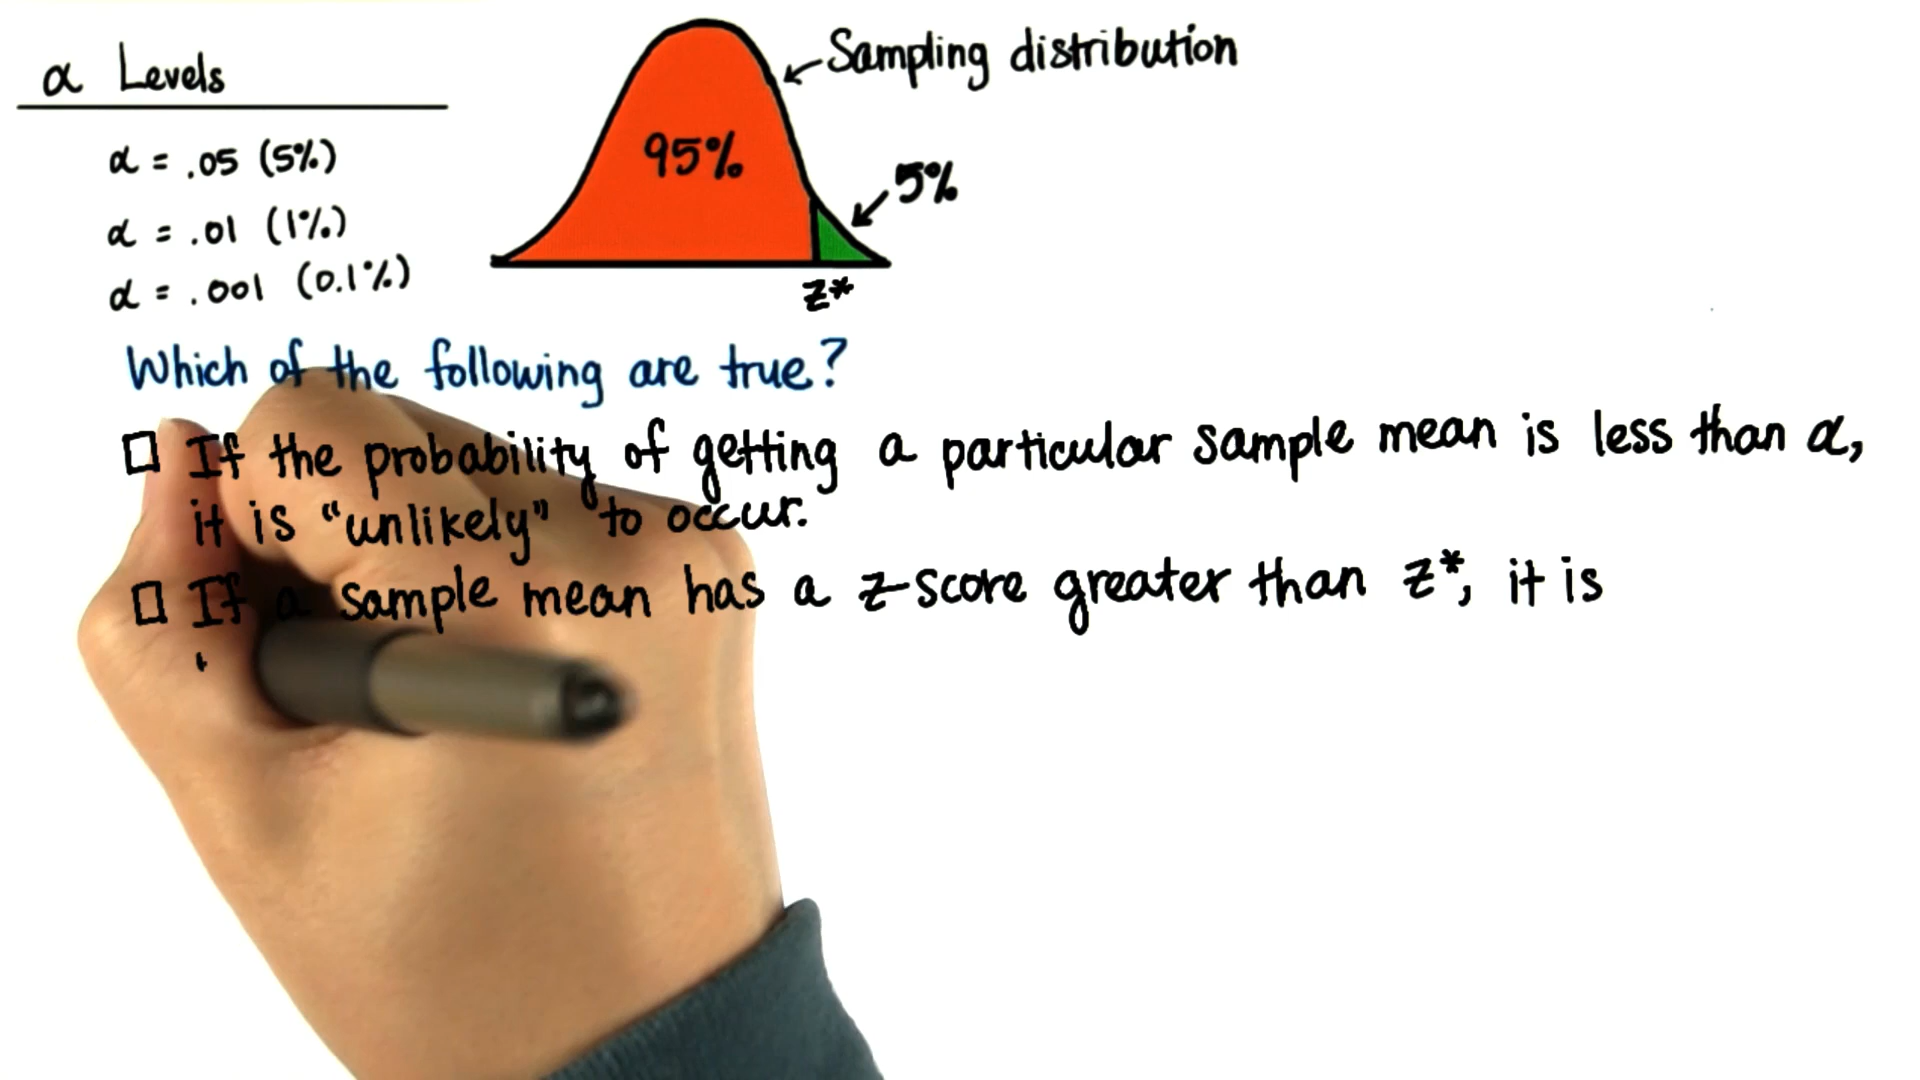 α Levels
Sampling distribution
95%
α = .05 (5%)
5%
α = .01 (1%)
α = .001 (0.1%)
z*
Which of the following are true?
If the probability of getting a particular sample mean is less than α,
it is "unlikely" to occur.
If a sample mean has a z-score greater than z*, it is